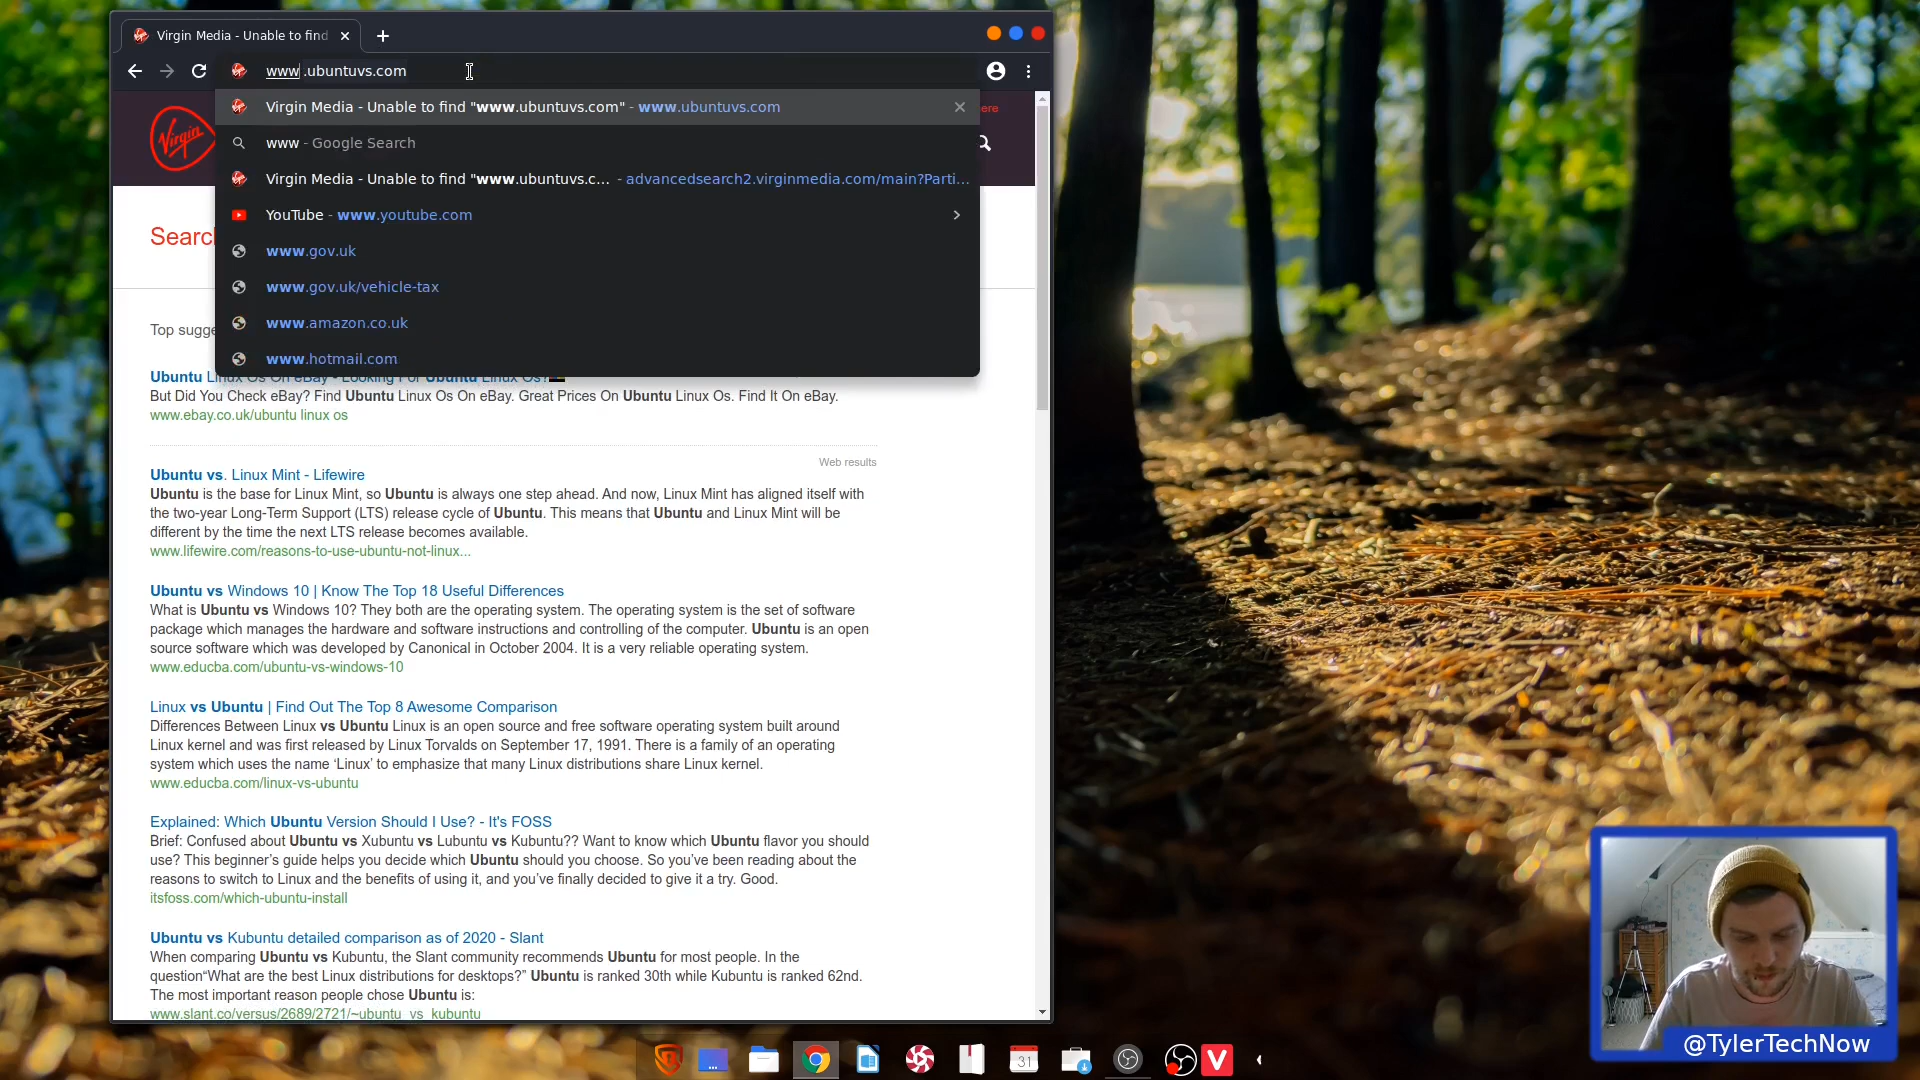 Virgin Media - Unable to find
www.ubuntuvs.com
Virgin Media - Unable to find "www.ubuntuvs.com" - www.ubuntuvs.com
ere
Virgin
www - Google Search
Virgin Media - Unable to find "www.ubuntuvs.c... - advancedsearch2.virginmedia.com/main?Parti...
YouTube - www.youtube.com
Search
www.gov.uk
www.gov.uk/vehicle-tax
Top sugge
www.amazon.co.uk
www.hotmail.com
Ubuntu Linux Os On eBay - Looking For Ubuntu Linux Os?
But Did You Check eBay? Find Ubuntu Linux Os On eBay. Great Prices On Ubuntu Linux Os. Find It On eBay.
www.ebay.co.uk/ubuntu linux os
Web results
Ubuntu vs. Linux Mint - Lifewire
Ubuntu is the base for Linux Mint, so Ubuntu is always one step ahead. And now, Linux Mint has aligned itself with
the two-year Long-Term Support (LTS) release cycle of Ubuntu. This means that Ubuntu and Linux Mint will be
different by the time the next LTS release becomes available.
www.lifewire.com/reasons-to-use-ubuntu-not-linux...
Ubuntu vs Windows 10 | Know The Top 18 Useful Differences
What is Ubuntu vs Windows 10? They both are the operating system. The operating system is the set of software
package which manages the hardware and software instructions and controlling of the computer. Ubuntu is an open
source software which was developed by Canonical in October 2004. It is a very reliable operating system.
www.educba.com/ubuntu-vs-windows-10
Linux vs Ubuntu | Find Out The Top 8 Awesome Comparison
Differences Between Linux vs Ubuntu Linux is an open source and free software operating system built around
Linux kernel and was first released by Linux Torvalds on September 17, 1991. There is a family of an operating
system which uses the name ‘Linux’ to emphasize that many Linux distributions share Linux kernel.
www.educba.com/linux-vs-ubuntu
Explained: Which Ubuntu Version Should I Use? - It's FOSS
Brief: Confused about Ubuntu vs Xubuntu vs Lubuntu vs Kubuntu?? Want to know which Ubuntu flavor you should
use? This beginner’s guide helps you decide which Ubuntu should you choose. So you’ve been reading about the
reasons to switch to Linux and the benefits of using it, and you’ve finally decided to give it a try. Good.
itsfoss.com/which-ubuntu-install
Ubuntu vs Kubuntu detailed comparison as of 2020 - Slant
When comparing Ubuntu vs Kubuntu, the Slant community recommends Ubuntu for most people. In the
question“What are the best Linux distributions for desktops?” Ubuntu is ranked 30th while Kubuntu is ranked 62nd.
The most important reason people chose Ubuntu is:
www.slant.co/versus/2689/2721/~ubuntu_vs_kubuntu
@TylerTechNow
31
V